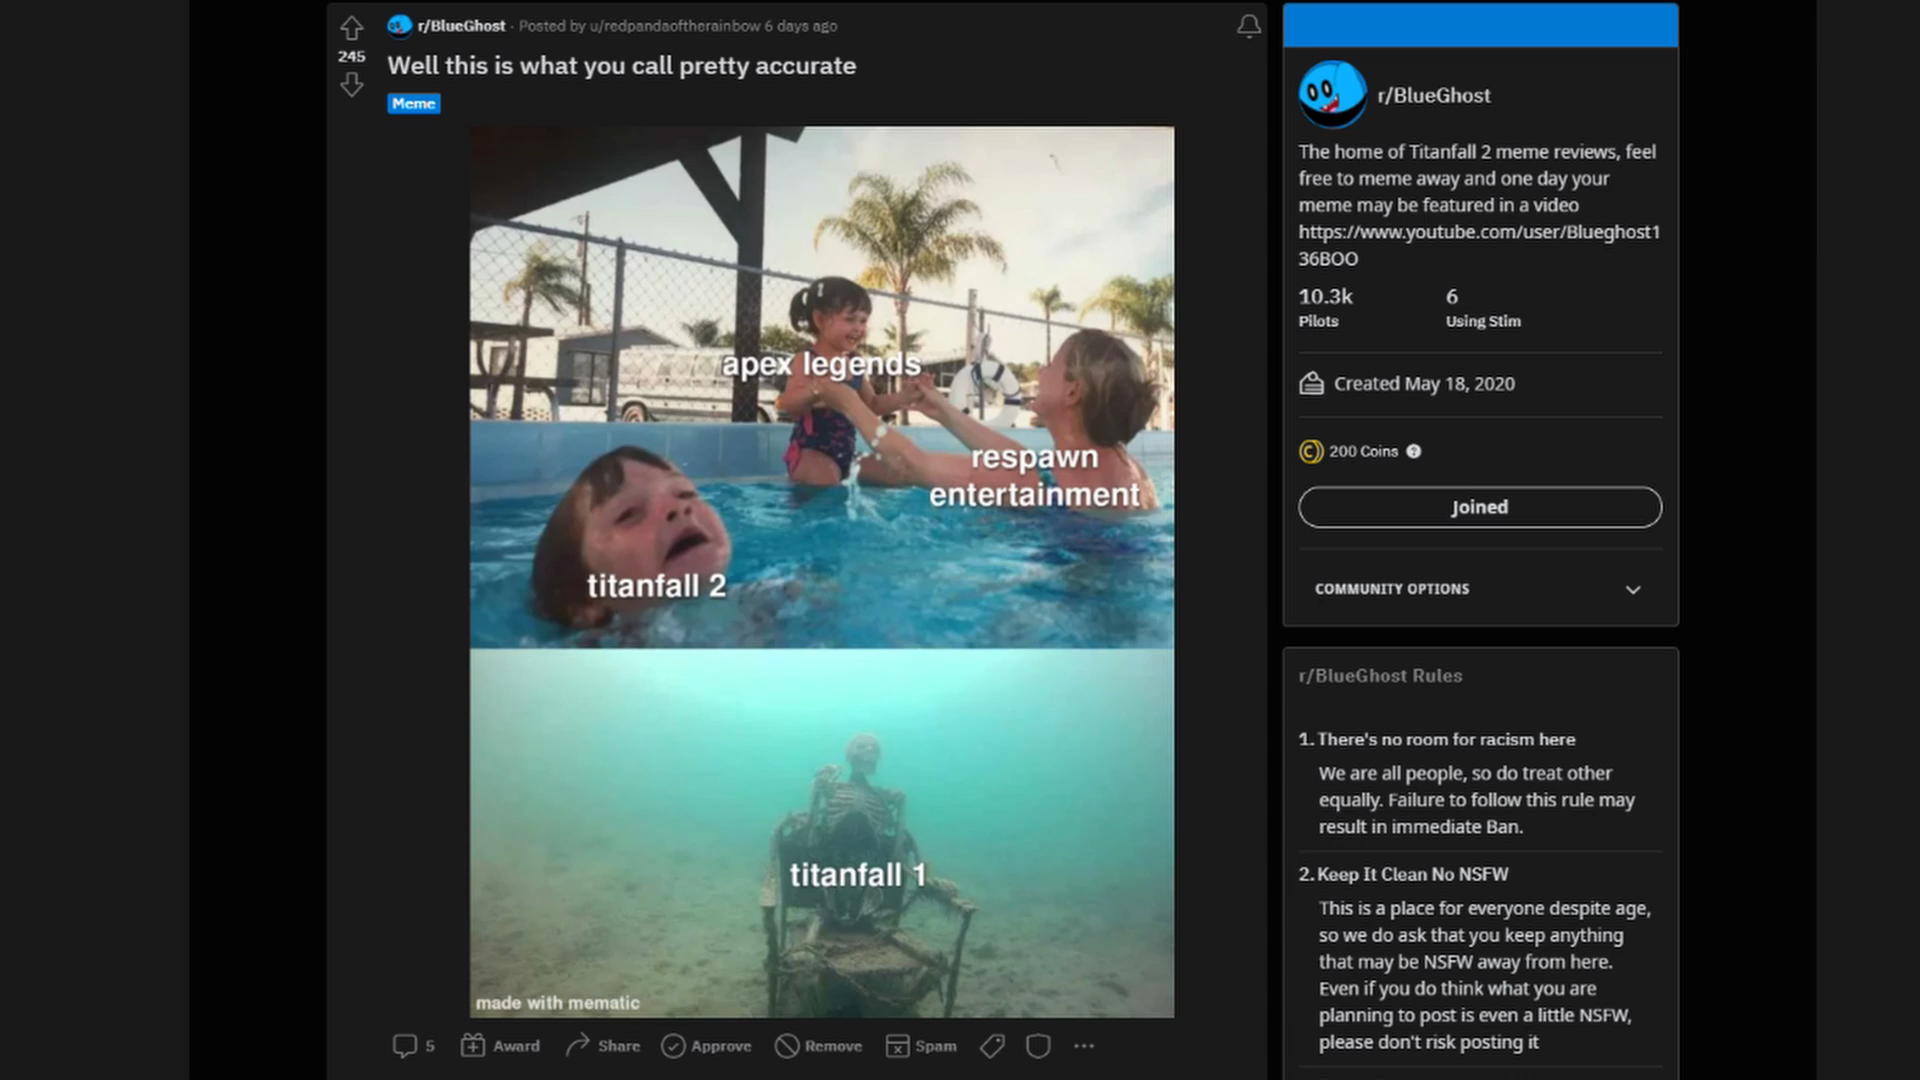 r/BlueGhost · Posted by u/redpandaoftherainbow 6 days ago
245
Well this is what you call pretty accurate
Meme
apex legends
respawn
entertainment
titanfall 2
titanfall 1
made with mematic
5
Award
Share
Approve
Remove
Spam
r/BlueGhost
The home of Titanfall 2 meme reviews, feel
free to meme away and one day your
meme may be featured in a video
https://www.youtube.com/user/Blueghost1
36BOO
10.3k
Pilots
6
Using Stim
Created May 18, 2020
200 Coins
Joined
COMMUNITY OPTIONS
r/BlueGhost Rules
1. There's no room for racism here
We are all people, so do treat other
equally. Failure to follow this rule may
result in immediate Ban.
2. Keep It Clean No NSFW
This is a place for everyone despite age,
so we do ask that you keep anything
that may be NSFW away from here.
Even if you do think what you are
planning to post is even a little NSFW,
please don't risk posting it